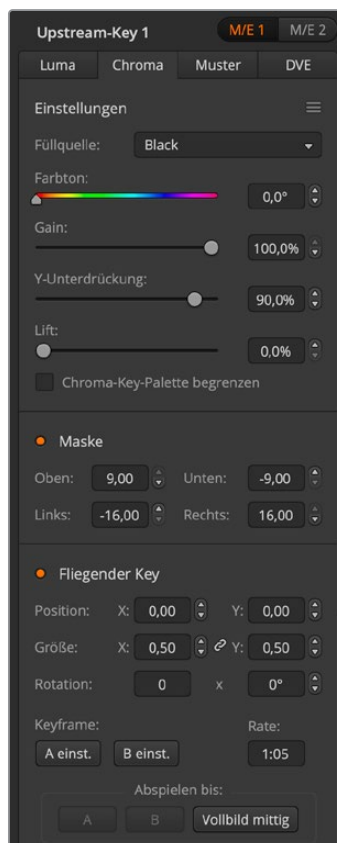 Upstream-Key 1 M/E 1 M/E 2
Luma Chroma Muster DVE
Einstellungen
Füllquelle: Black
Farbton:
0,0°
Gain:
100,0%
Y-Unterdrückung:
90,0%
Lift:
0,0%
Chroma-Key-Palette begrenzen
Maske
Oben: 9,00 Unten: -9,00
Links: -16,00 Rechts: 16,00
Fliegender Key
Position: X: 0,00 Y: 0,00
Größe: X: 0,50 Y: 0,50
Rotation: 0 x 0°
Keyframe: Rate:
A einst. B einst. 1:05
Abspielen bis:
A B Vollbild mittig